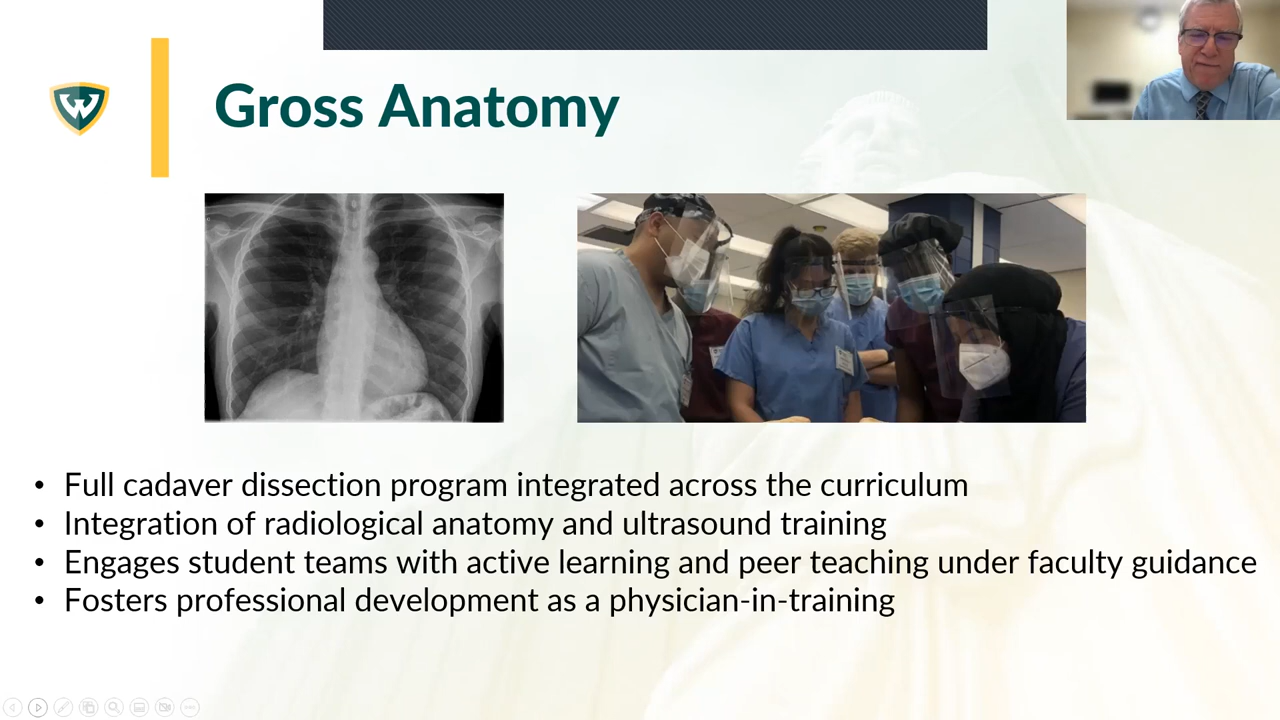 Gross Anatomy
Full cadaver dissection program integrated across the curriculum
Integration of radiological anatomy and ultrasound training
Engages student teams with active learning and peer teaching under faculty guidance
Fosters professional development as a physician-in-training